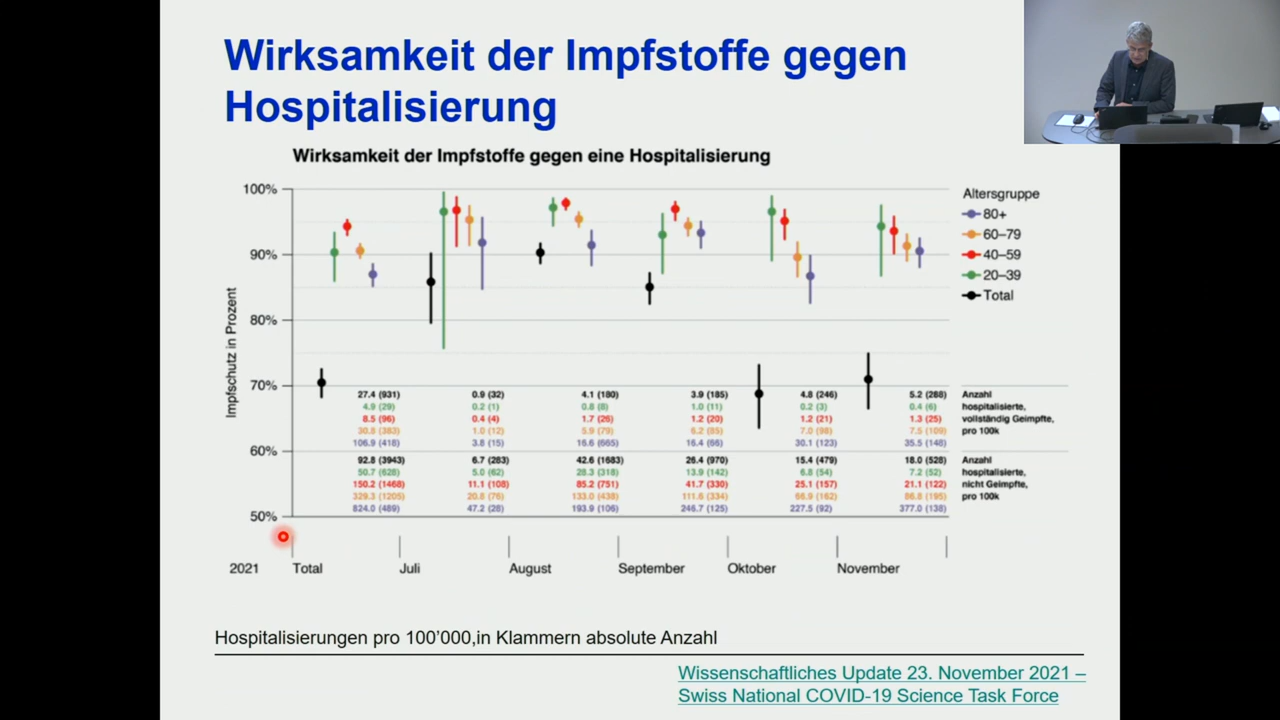 Wirksamkeit der Impfstoffe gegen
Hospitalisierung
Wirksamkeit der Impfstoffe gegen eine Hospitalisierung
Impfschutz in Prozent
100%
90%
80%
70%
60%
50%
Altersgruppe
80+
60–79
40–59
20–39
Total
27.4 (931) 0.9 (32) 4.1 (180) 3.9 (185) 4.8 (246) 5.2 (268)
4.9 (29) 0.2 (1) 0.8 (8) 1.0 (11) 0.2 (3) 0.4 (6)
8.5 (96) 0.4 (4) 1.7 (26) 1.2 (20) 1.2 (21) 1.3 (25)
30.8 (383) 1.0 (12) 5.9 (79) 6.2 (85) 7.0 (98) 7.5 (109)
106.9 (418) 3.8 (15) 16.6 (665) 16.4 (66) 30.1 (123) 35.5 (148)
Anzahl
hospitalisierte,
vollständig Geimpfte,
pro 100k
92.8 (3943) 6.7 (283) 42.6 (1683) 26.4 (970) 15.4 (479) 18.0 (528)
50.7 (628) 5.0 (62) 28.3 (318) 13.9 (142) 6.8 (54) 7.2 (52)
150.2 (1468) 11.1 (108) 85.2 (751) 41.7 (330) 25.1 (157) 21.1 (122)
329.3 (1205) 20.8 (76) 133.0 (438) 111.6 (334) 66.9 (162) 86.8 (195)
824.0 (489) 47.2 (28) 193.9 (106) 246.7 (125) 227.5 (92) 377.0 (138)
Anzahl
hospitalisierte,
nicht Geimpfte,
pro 100k
2021 Total Juli August September Oktober November
Hospitalisierungen pro 100'000,in Klammern absolute Anzahl
Wissenschaftliches Update 23. November 2021 –
Swiss National COVID-19 Science Task Force